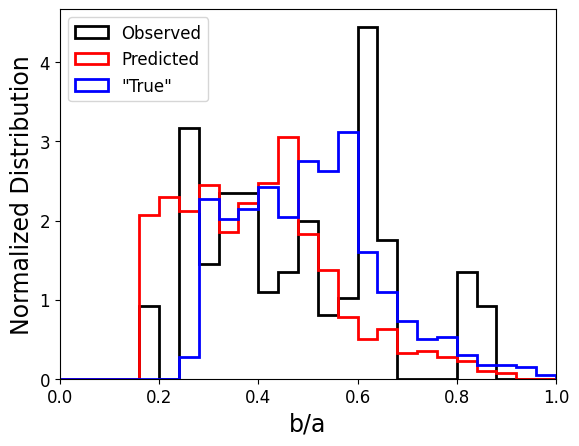 Observed
Predicted
"True"
Normalized Distribution
4
3
2
1
0
0.0 0.2 0.4 0.6 0.8 1.0
b/a